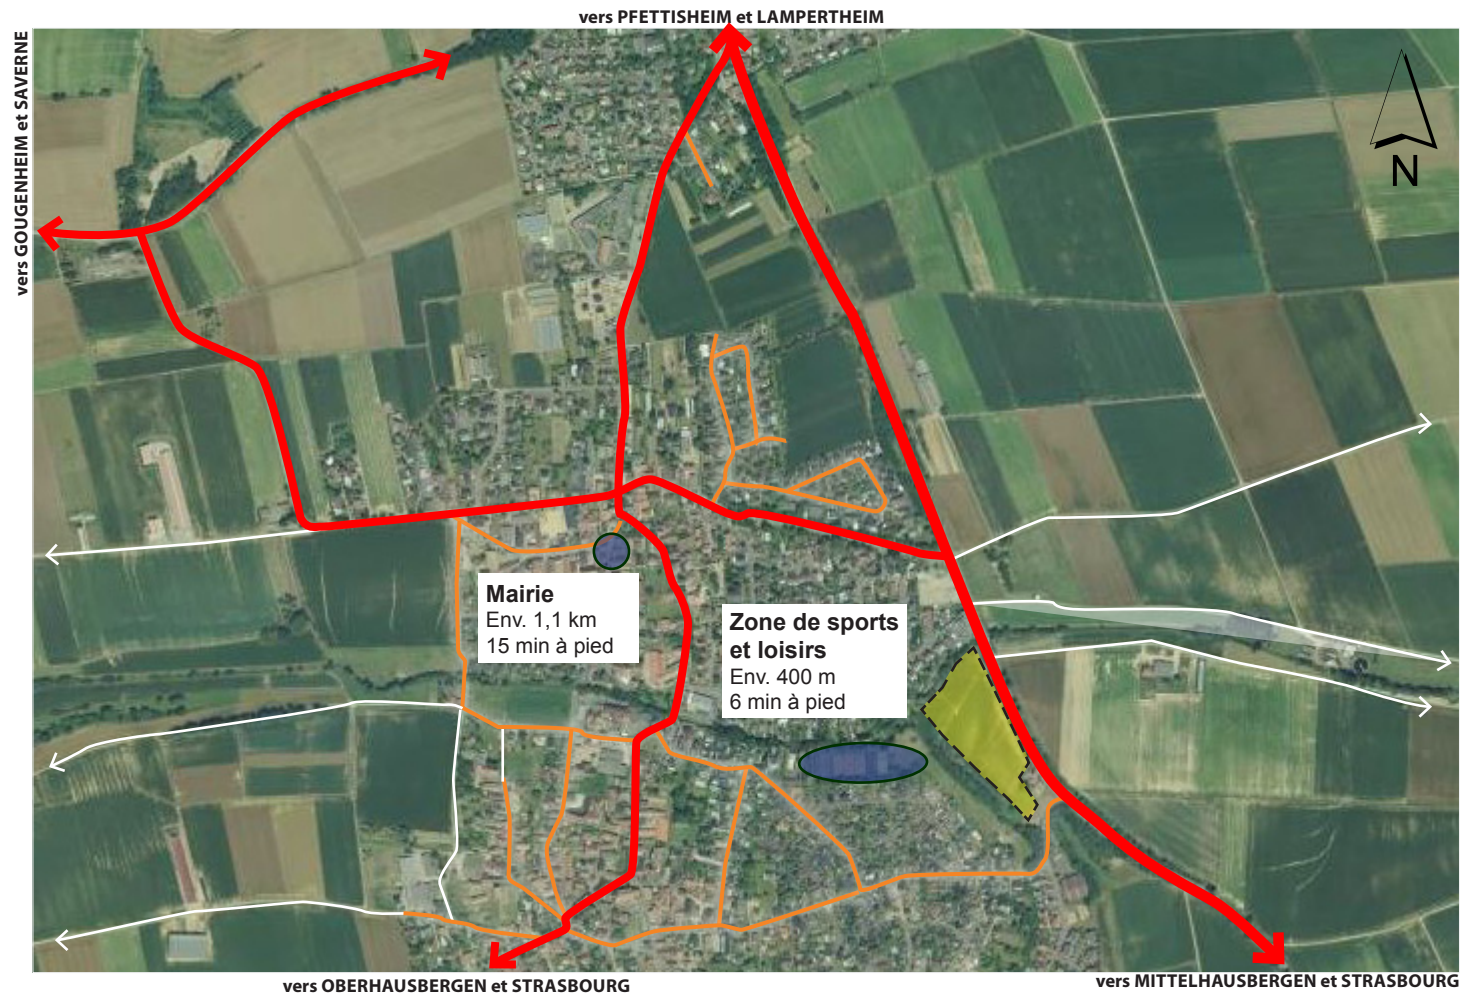 vers PFETTISHEIM et LAMPERTHEIM
vers GOUGENHEIM et SAVERNE
N
Mairie
Env. 1,1 km
15 min à pied
Zone de sports
et loisirs
Env. 400 m
6 min à pied
vers OBERHAUSBERGEN et STRASBOURG
vers MITTELHAUSBERGEN et STRASBOURG